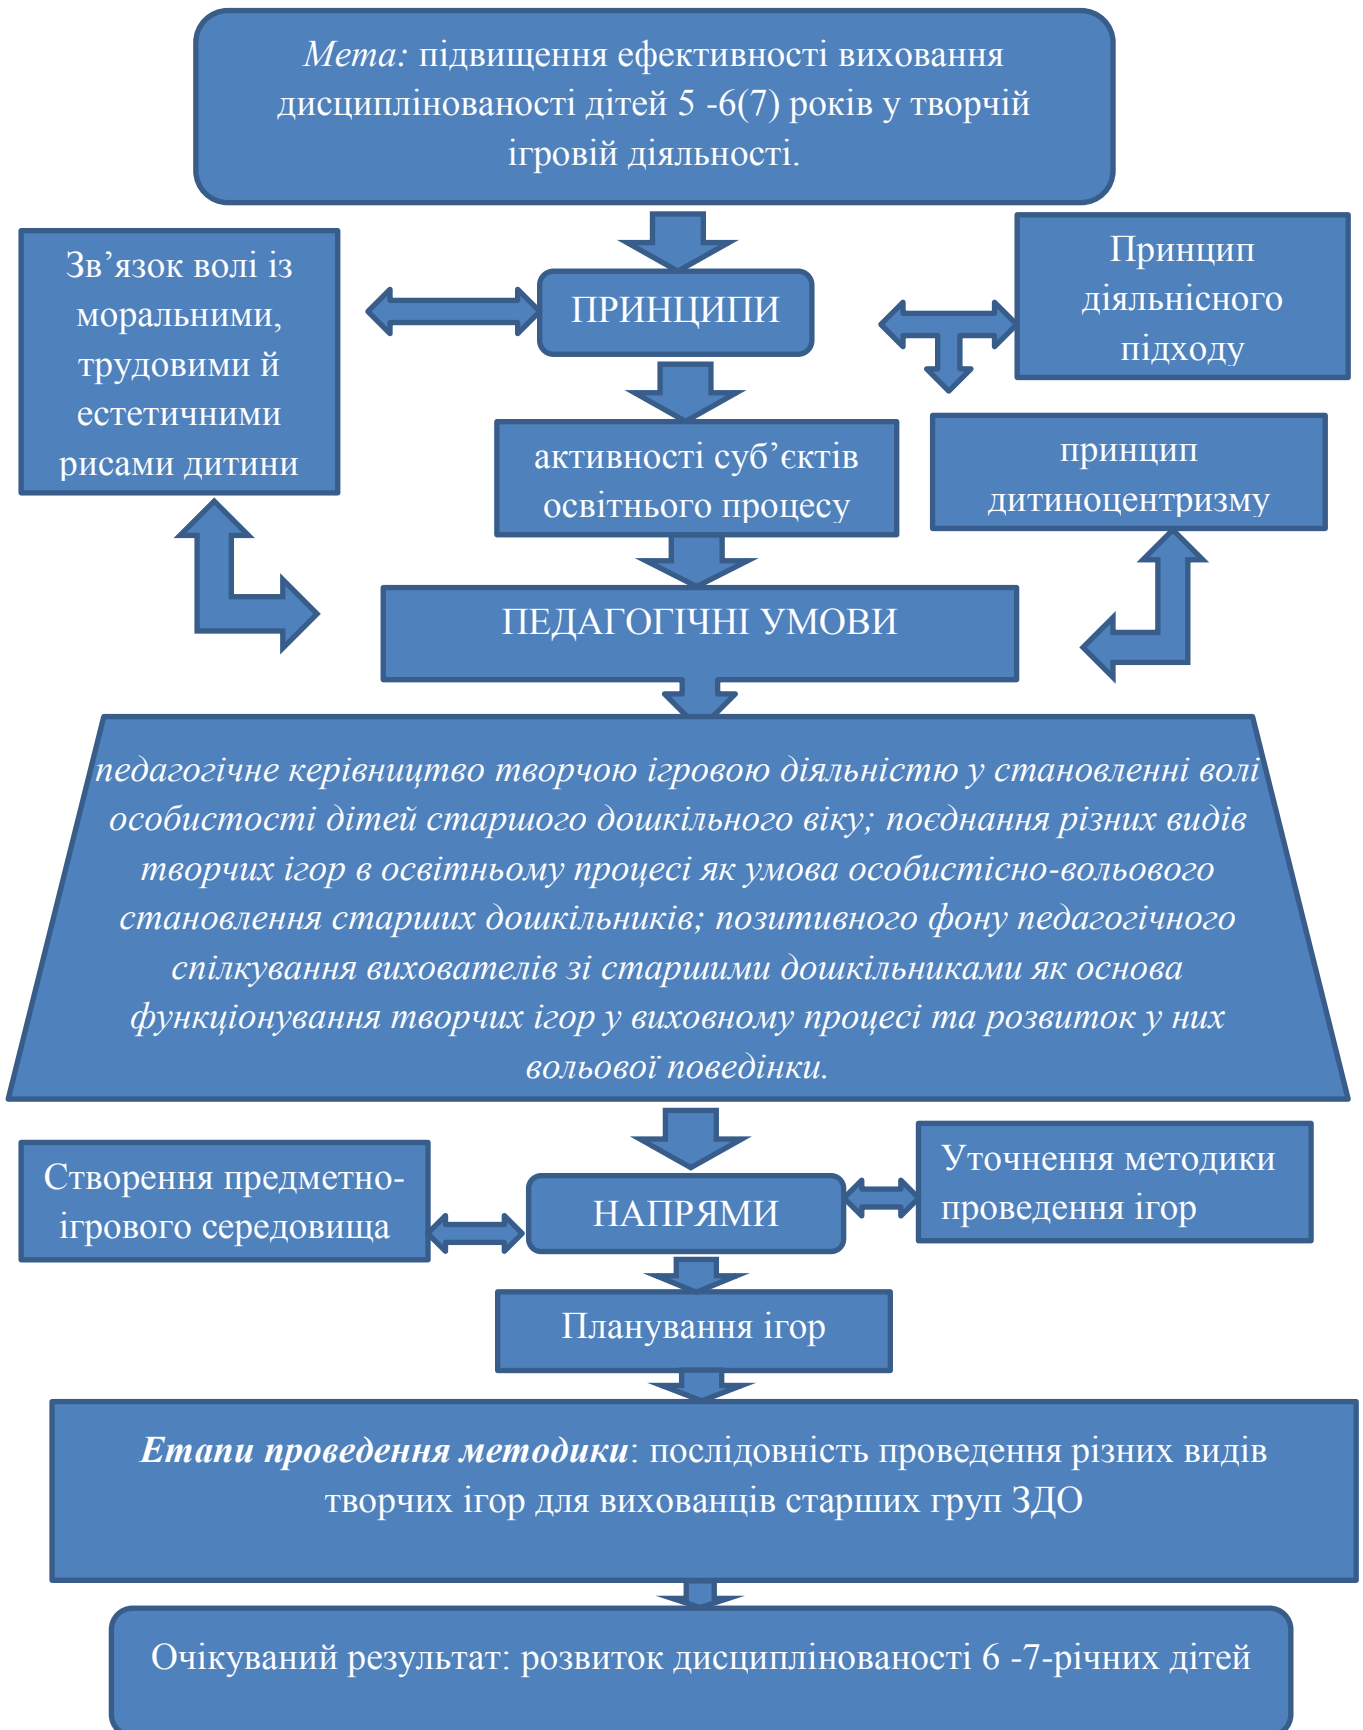 Мета: підвищення ефективності виховання
дисциплінованості дітей 5 -6(7) років у творчій
ігровій діяльності.
Зв’язок волі із
моральними,
трудовими й
естетичними
рисами дитини
ПРИНЦИПИ
Принцип
діяльнісного
підходу
активності суб’єктів
освітнього процесу
принцип
дитиноцентризму
ПЕДАГОГІЧНІ УМОВИ
педагогічне керівництво творчою ігровою діяльністю у становленні волі
особистості дітей старшого дошкільного віку; поєднання різних видів
творчих ігор в освітньому процесі як умова особистісно-вольового
становлення старших дошкільників; позитивного фону педагогічного
спілкування вихователів зі старшими дошкільниками як основа
функціонування творчих ігор у виховному процесі та розвиток у них
вольової поведінки.
Створення предметно-
ігрового середовища
НАПРЯМИ
Уточнення методики
проведення ігор
Планування ігор
Етапи проведення методики: послідовність проведення різних видів
творчих ігор для вихованців старших груп ЗДО
Очікуваний результат: розвиток дисциплінованості 6 -7-річних дітей